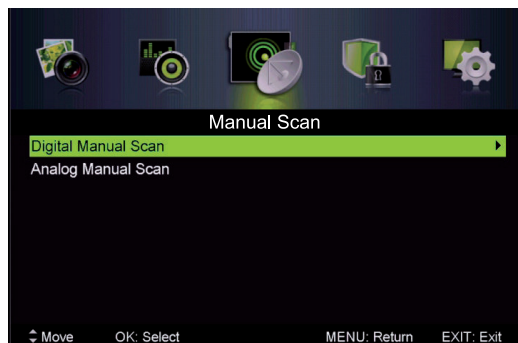 Manual Scan
Digital Manual Scan
Analog Manual Scan
Move OK: Select MENU: Return EXIT: Exit